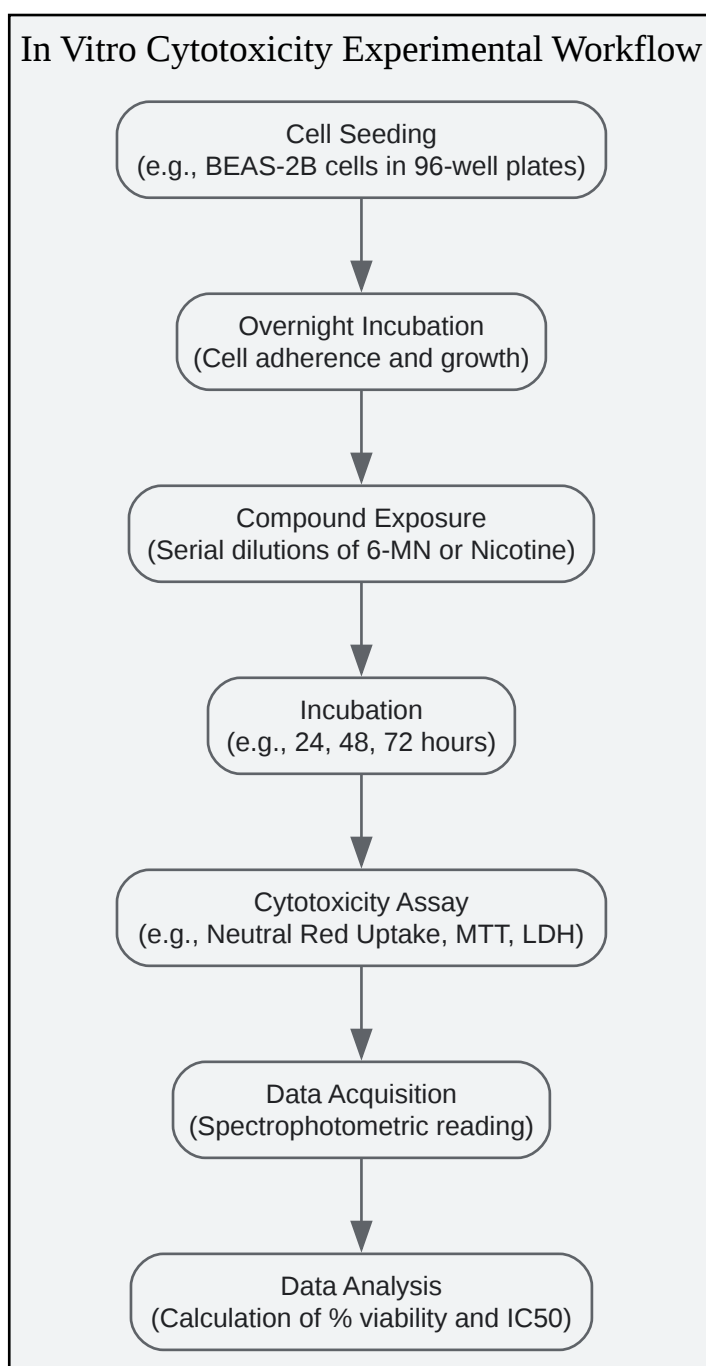 In Vitro Cytotoxicity Experimental Workflow
Cell Seeding
(e.g., BEAS-2B cells in 96-well plates)
Overnight Incubation
(Cell adherence and growth)
Compound Exposure
(Serial dilutions of 6-MN or Nicotine)
Incubation
(e.g., 24, 48, 72 hours)
Cytotoxicity Assay
(e.g., Neutral Red Uptake, MTT, LDH)
Data Acquisition
(Spectrophotometric reading)
Data Analysis
(Calculation of % viability and IC50)